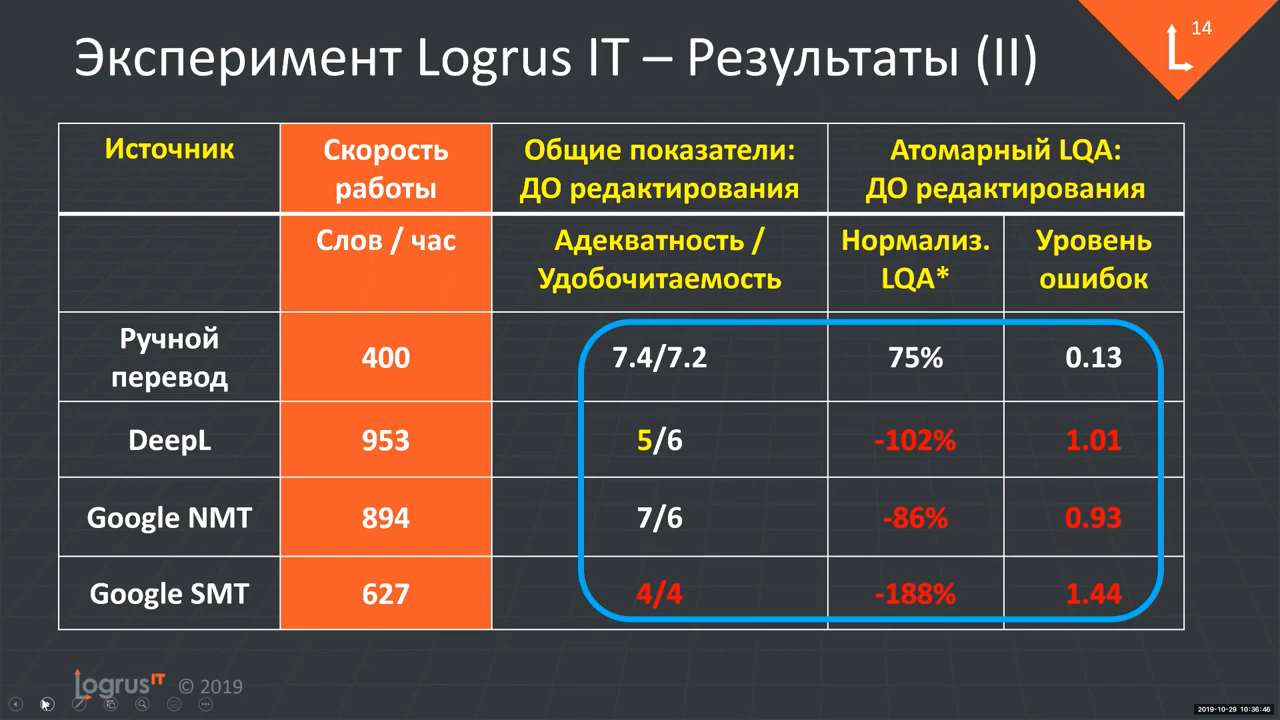 Эксперимент Logrus IT – Результаты (II)
14
Источник
Скорость
работы
Общие показатели:
ДО редактирования
Атомарный LQA:
ДО редактирования
Слов / час
Адекватность /
Удобочитаемость
Нормализ.
LQA*
Уровень
ошибок
Ручной
перевод
400
7.4/7.2
75%
0.13
DeepL
953
5/6
-102%
1.01
Google NMT
894
7/6
-86%
0.93
Google SMT
627
4/4
-188%
1.44
logrus IT © 2019
2019-10-29 10:36:46